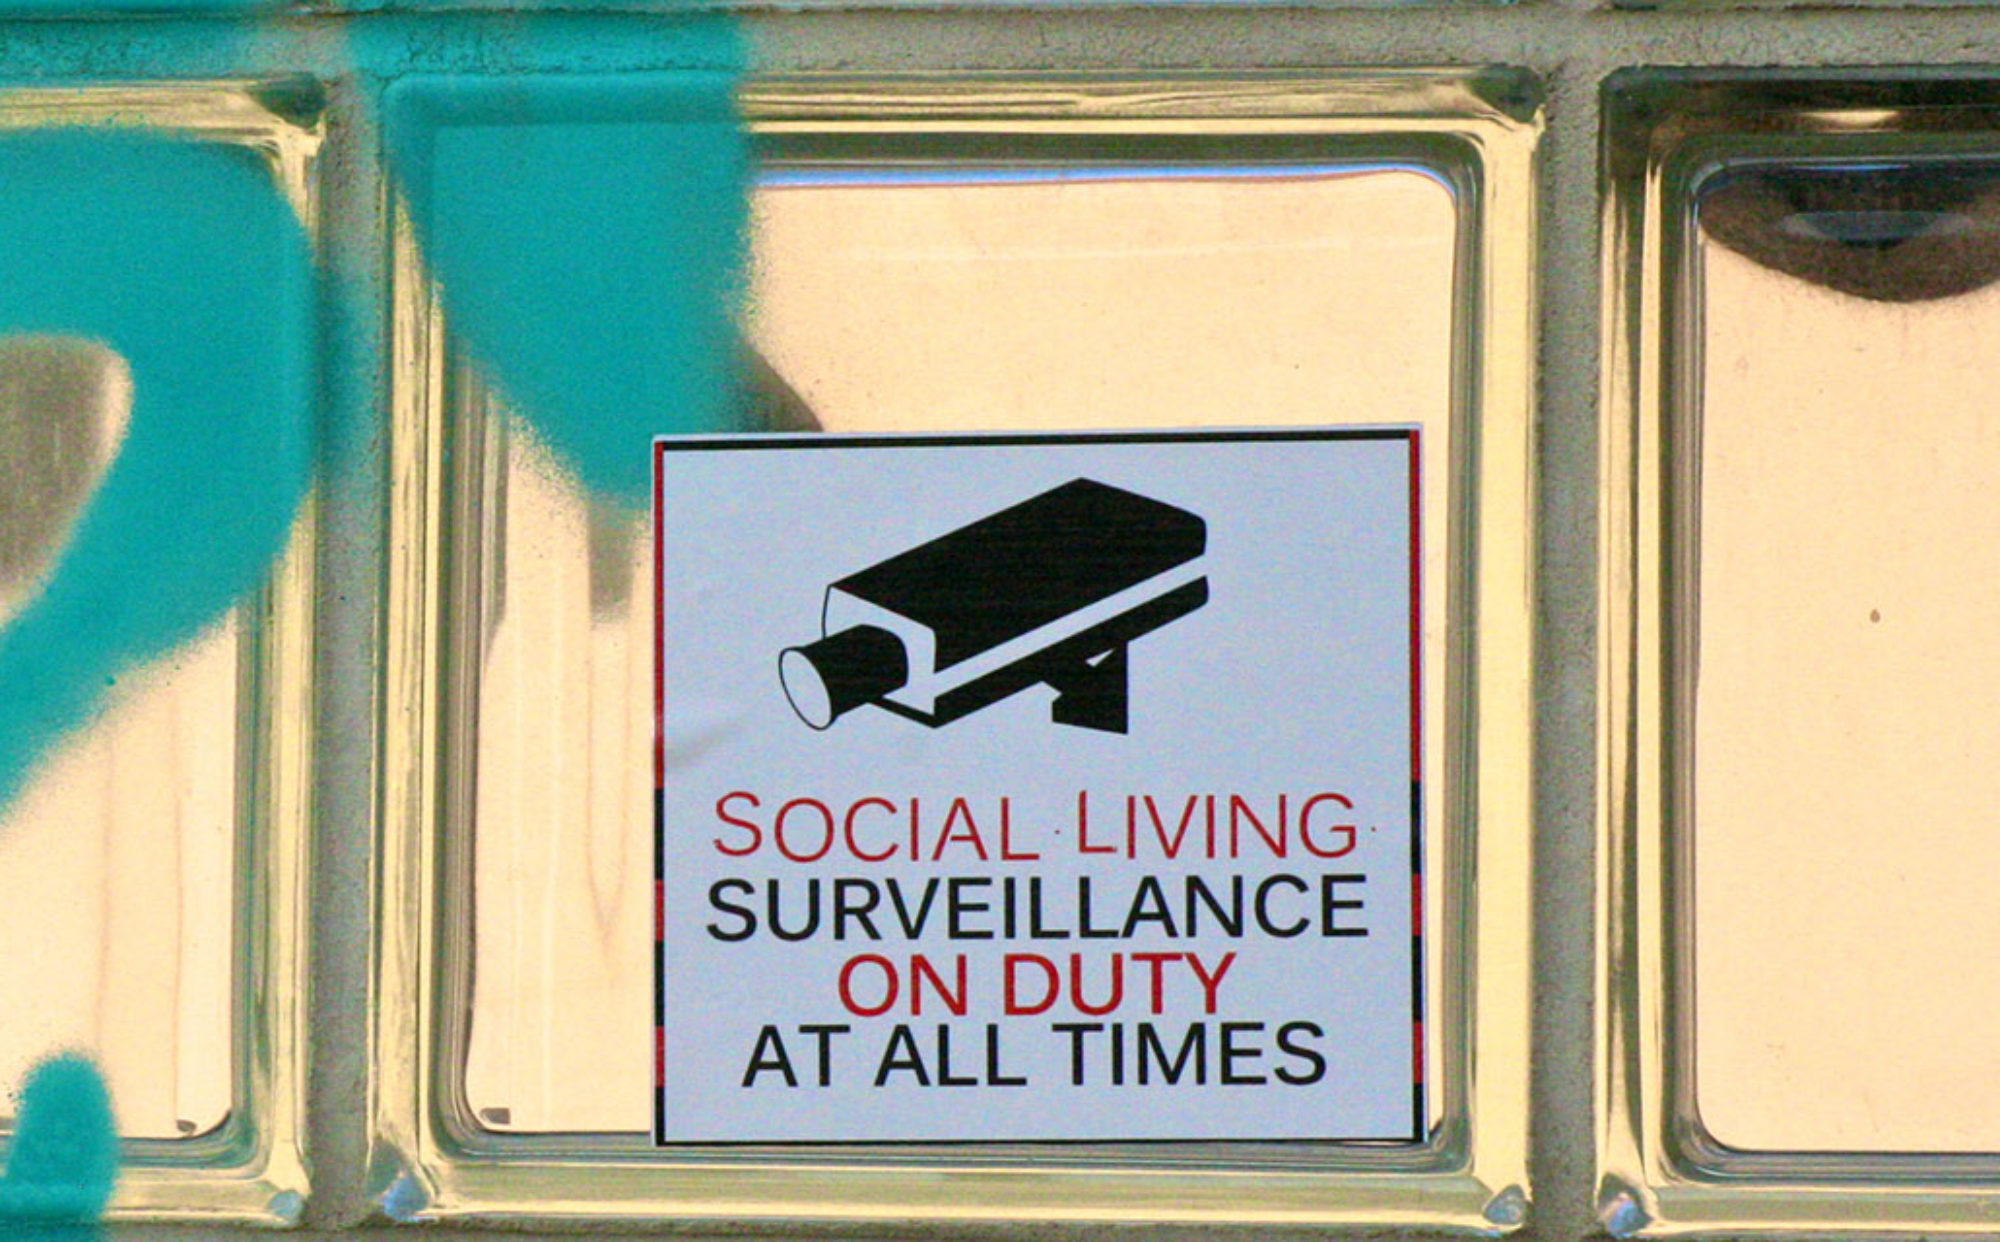 SOCIAL · LIVING ·
SURVEILLANCE
ON DUTY
AT ALL TIMES